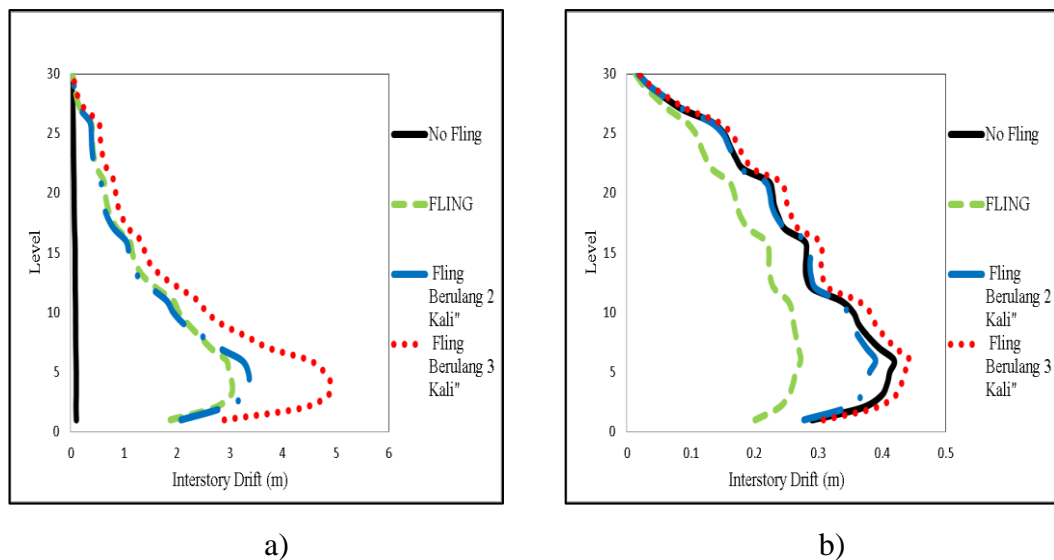 30
25
20
15
10
5
0
Level
0 1 2 3 4 5 6
Interstory Drift (m)
No Fling
FLING
Fling
Berulang 2
Kali"
Fling
Berulang 3
Kali"
a)
30
25
20
15
10
5
0
Level
0 0.1 0.2 0.3 0.4 0.5
Interstory Drift (m)
No Fling
FLING
Fling
Berulang 2
Kali"
Fling
Berulang 3
Kali"
b)